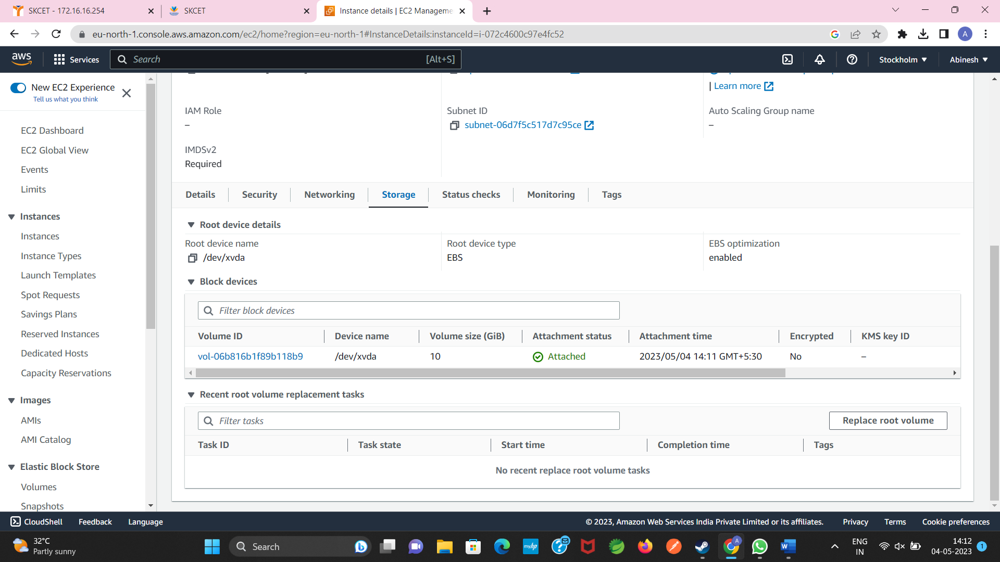 SKCET - 172.16.16.254
SKCET
Instance details | EC2 Manageme
eu-north-1.console.aws.amazon.com/ec2/home?region=eu-north-1#InstanceDetails:instanceId=i-072c4600c97e4fc52
A
aws
Services
Search
[Alt+S]
Stockholm
Abinesh
New EC2 Experience
Tell us what you think
EC2 Dashboard
EC2 Global View
Events
Limits
Instances
Instances
Instance Types
Launch Templates
Spot Requests
Savings Plans
Reserved Instances
Dedicated Hosts
Capacity Reservations
Images
AMIs
AMI Catalog
Elastic Block Store
Volumes
Snapshots
| Learn more
IAM Role
–
Subnet ID
subnet-06d7f5c517d7c95ce
Auto Scaling Group name
–
IMDSv2
Required
Details
Security
Networking
Storage
Status checks
Monitoring
Tags
Root device details
Root device name
/dev/xvda
Root device type
EBS
EBS optimization
enabled
Block devices
Filter block devices
Volume ID Device name Volume size (GiB) Attachment status Attachment time Encrypted KMS key ID
vol-06b816b1f89b118b9 /dev/xvda 10 Attached 2023/05/04 14:11 GMT+5:30 No –
Recent root volume replacement tasks
Filter tasks
Replace root volume
Task ID Task state Start time Completion time Tags
No recent replace root volume tasks
CloudShell
Feedback
Language
© 2023, Amazon Web Services India Private Limited or its affiliates.
Privacy
Terms
Cookie preferences
32°C
Partly sunny
Search
myhp
A
W
ENG
IN
14:12
04-05-2023
1